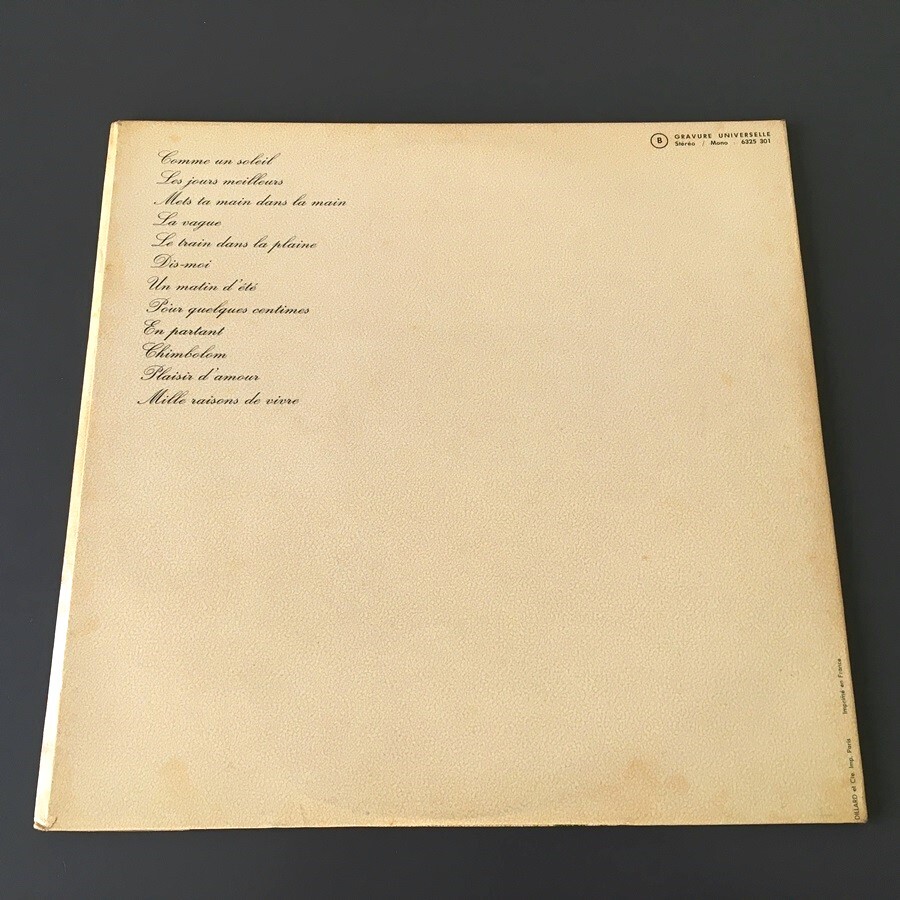 Comme un soleil
Les jours meilleurs
Mets ta main dans la main
La vague
Le train dans la plaine
Dis-moi
Un matin d'été
Pour quelques centimes
En partant
Chimbolom
Plaisir d'amour
Mille raisons de vivre
B GRAVURE UNIVERSELLE
Stéréo / Mono 6325 301
Imprimé en France
DILLARD et Cie Imp. Paris